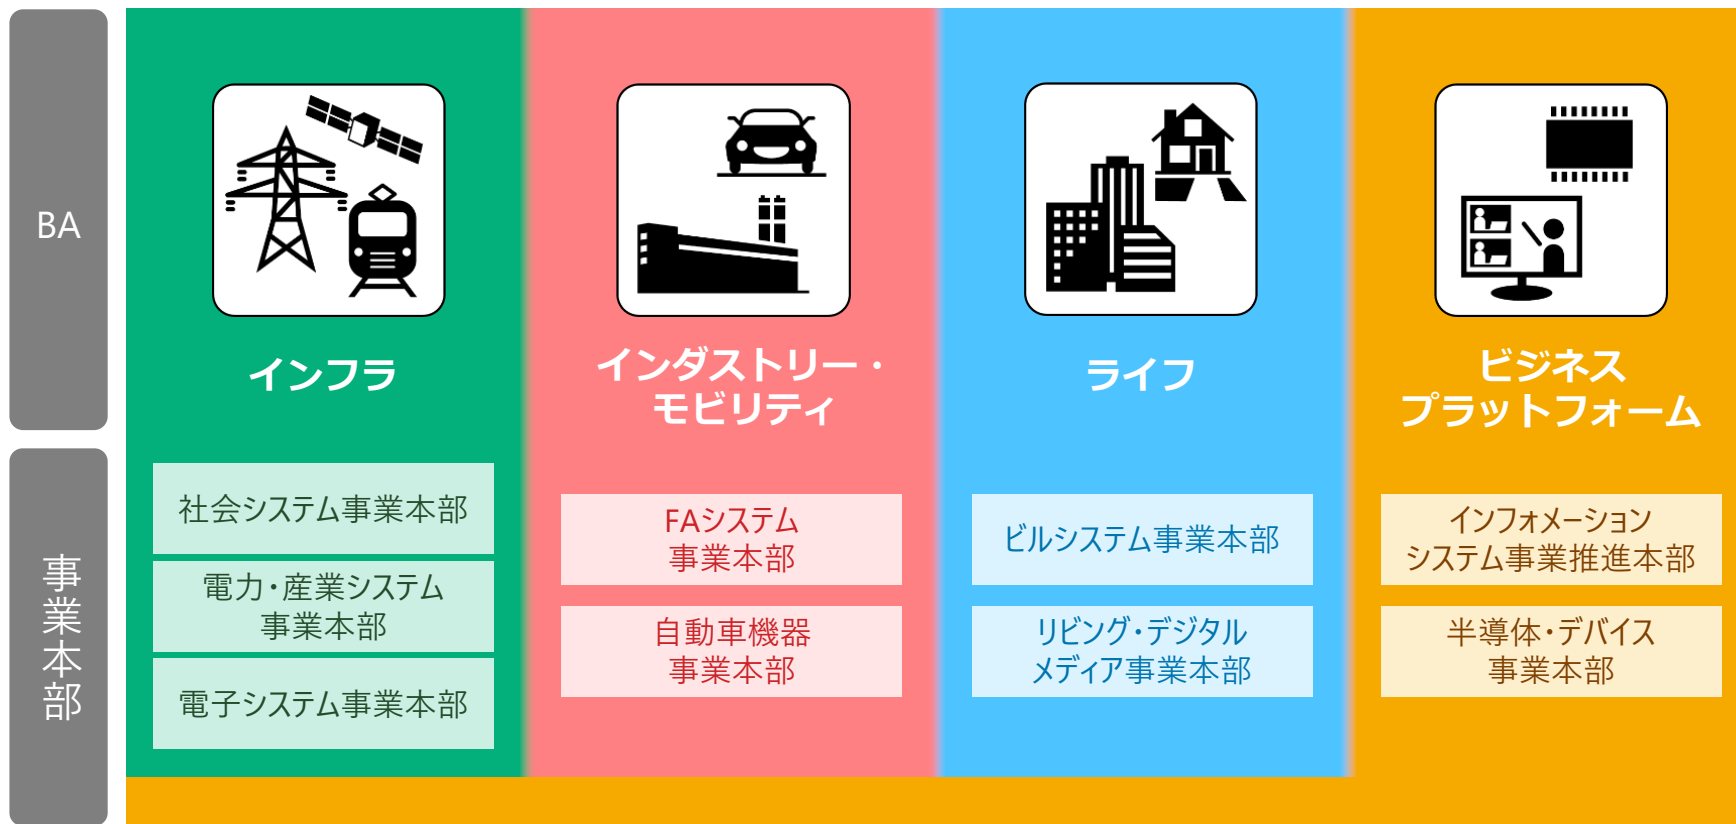 BA
インフラ
インダストリー・
モビリティ
ライフ
ビジネス
プラットフォーム
事業本部
社会システム事業本部
電力・産業システム
事業本部
電子システム事業本部
FAシステム
事業本部
自動車機器
事業本部
ビルシステム事業本部
リビング・デジタル
メディア事業本部
インフォメーション
システム事業推進本部
半導体・デバイス
事業本部